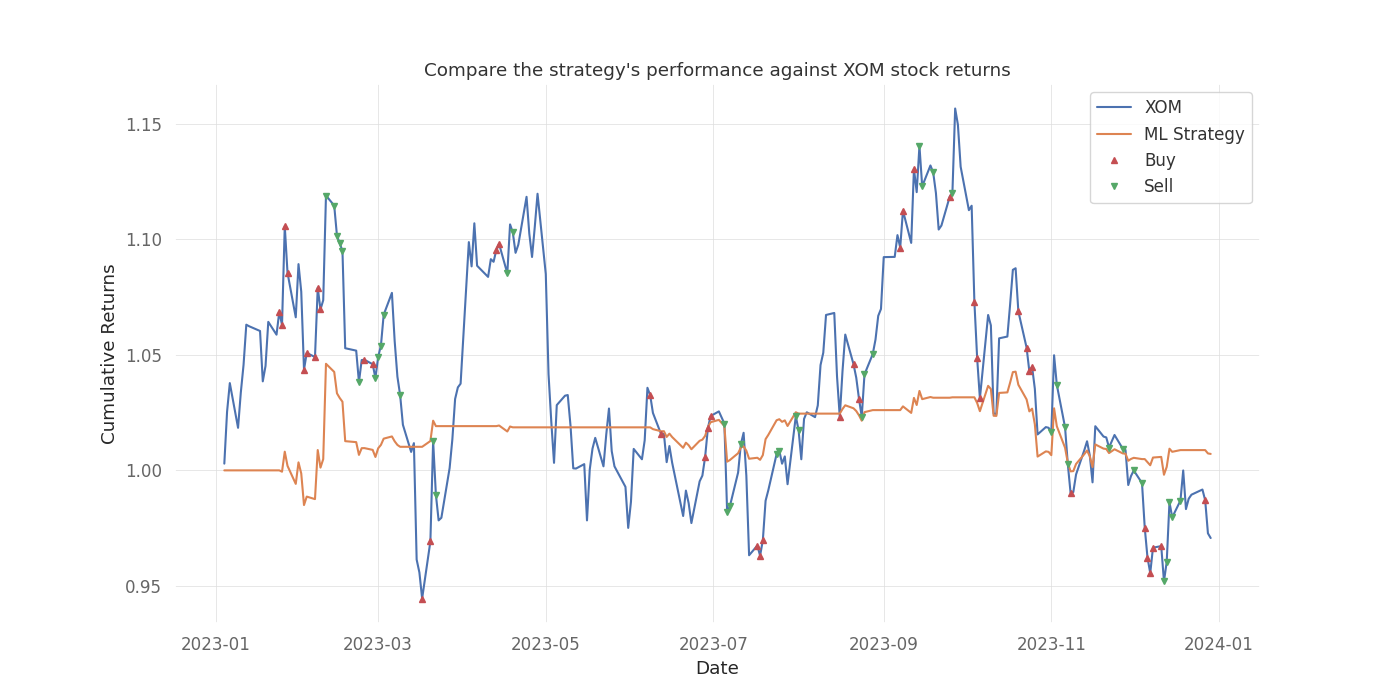 Compare the strategy's performance against XOM stock returns
XOM
ML Strategy
Buy
Sell
Cumulative Returns
1.15
1.10
1.05
1.00
0.95
2023-01
2023-03
2023-05
2023-07
2023-09
2023-11
2024-01
Date